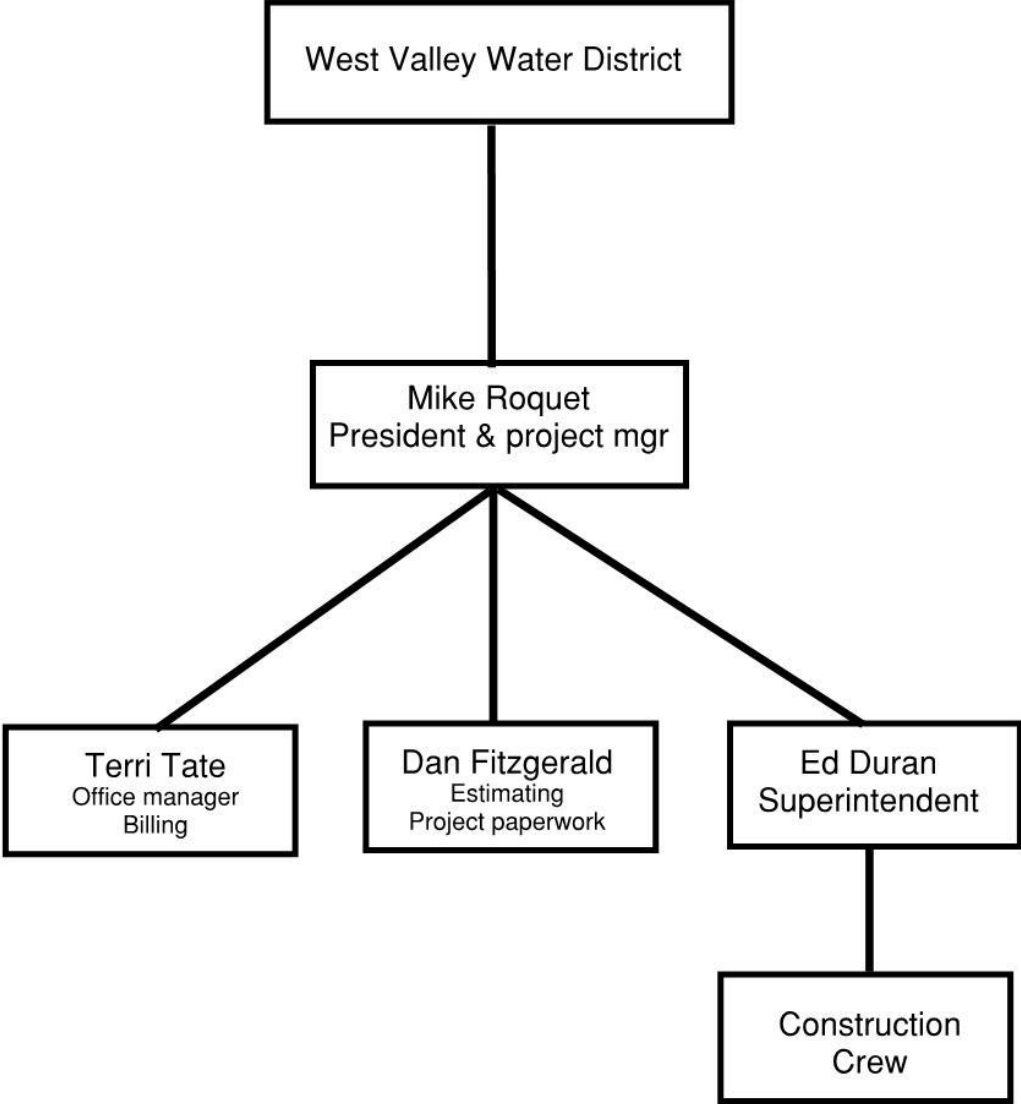 West Valley Water District
Mike Roquet
President & project mgr
Terri Tate
Office manager
Billing
Dan Fitzgerald
Estimating
Project paperwork
Ed Duran
Superintendent
Construction
Crew